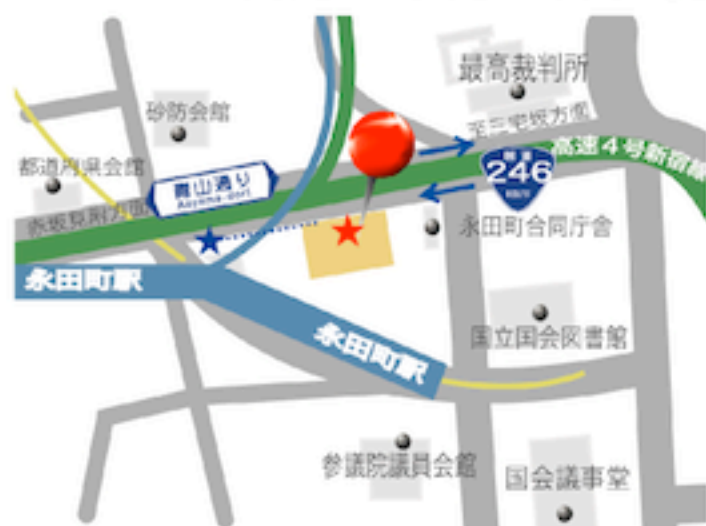 最高裁判所
砂防会館
至三宅坂方面
高速4号新宿線
都道府県会館
青山通り
Aoyama-dori
246
赤坂見附方面
永田町合同庁舎
永田町駅
永田町駅
国立国会図書館
参議院議員会館
国会議事堂